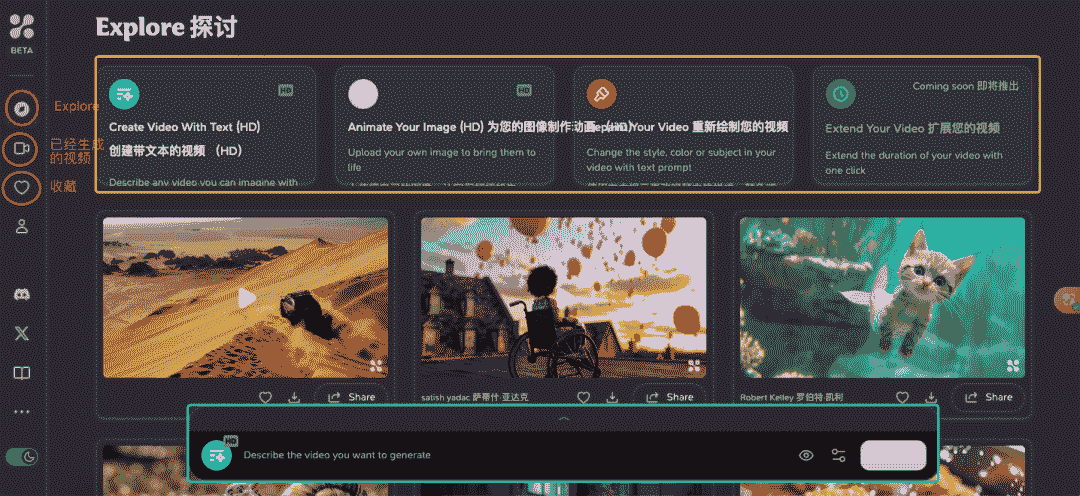 Explore 探讨
BETA
Explore
已经生成
的视频
收藏
HD
Create Video With Text (HD)
创建带文本的视频 （HD）
Describe any video you can imagine with
HD
Animate Your Image (HD) 为您的图像制作动画 （HD）
Upload your own image to bring them to
life
Repaint Your Video 重新绘制您的视频
Change the style, color or subject in your
video with text prompt
Coming soon 即将推出
Extend Your Video 扩展您的视频
Extend the duration of your video with
one click
Share
satish yadac 萨蒂什·亚达克
Share
Robert Kelley 罗伯特·凯利
Share
HD
Describe the video you want to generate